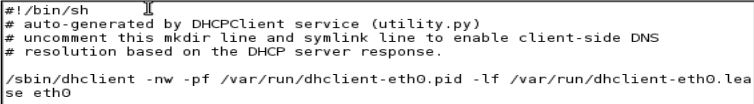 #!/bin/sh
# auto-generated by DHCPClient service (utility.py)
# uncomment this mkdir line and symlink line to enable client-side DNS
# resolution based on the DHCP server response.

/sbin/dhclient -nw -pf /var/run/dhclient-eth0.pid -lf /var/run/dhclient-eth0.lea
se eth0